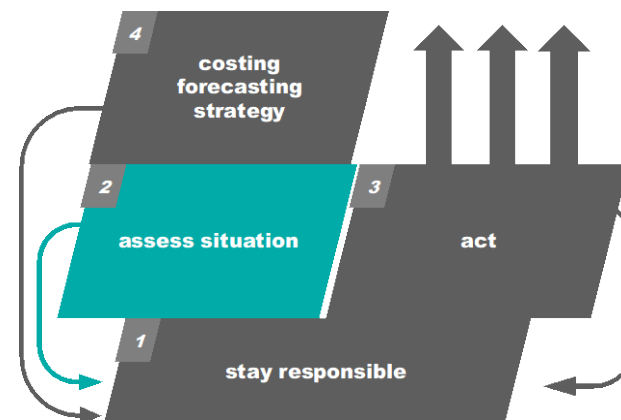 4
costing
forecasting
strategy
2
assess situation
3
act
1
stay responsible